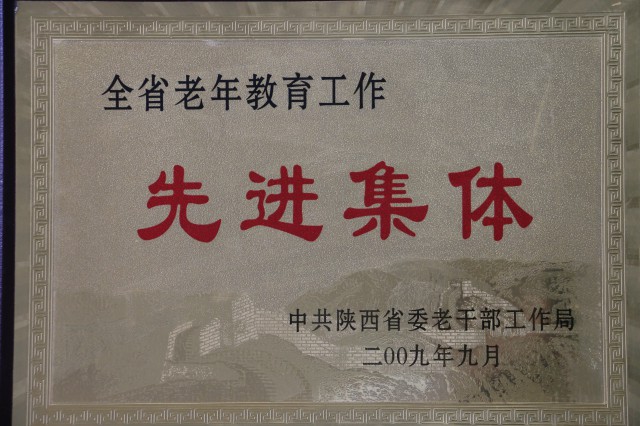 全省老年教育工作
先进集体
中共陕西省委老干部工作局
二00九年九月